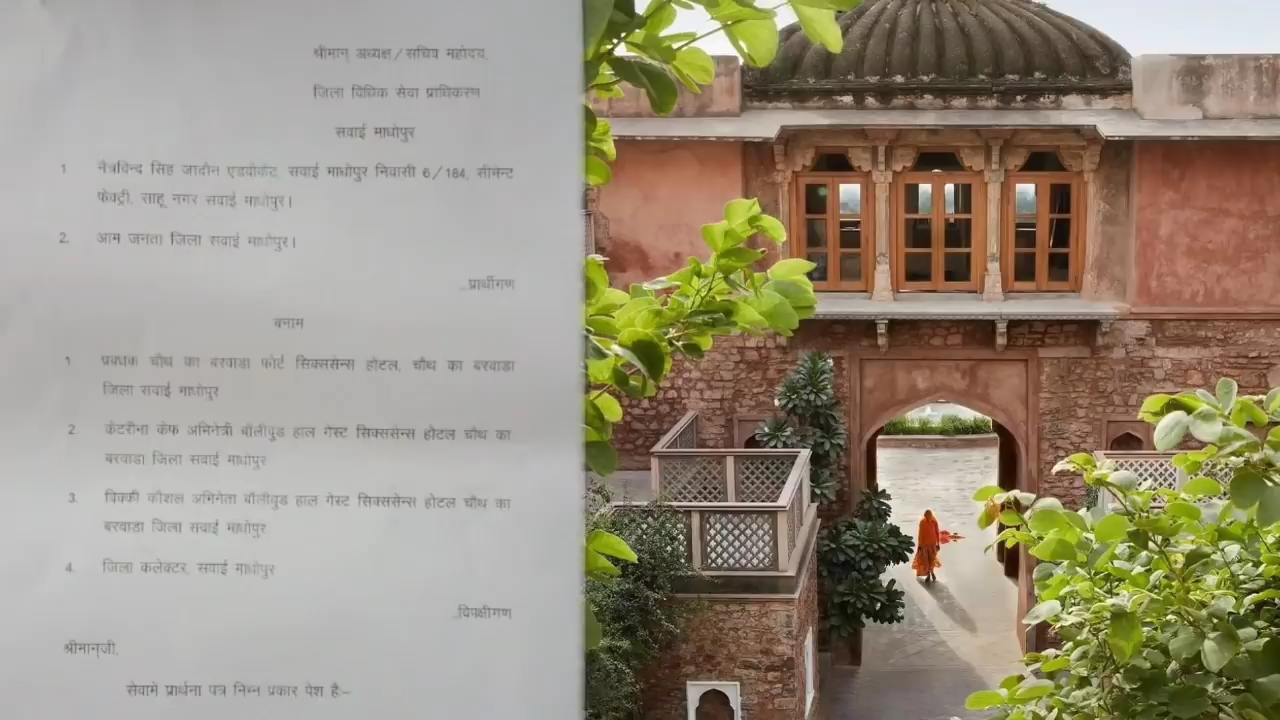 श्रीमान् अध्यक्ष/सचिव महोदय,
जिला विधिक सेवा प्राधिकरण
सवाई माधोपुर
1 नैत्रबिन्द सिंह जादौन एडवोकेट, सवाई माधोपुर निवासी 6/184, सीमेन्ट
फेक्ट्री, साहू नगर सवाई माधोपुर।
2. आम जनता जिला सवाई माधोपुर।
...प्रार्थीगण
बनाम
1 प्रबंधक चौथ का बरवाडा फोर्ट सिक्ससेन्स होटल, चौथ का बरवाडा
जिला सवाई माधोपुर
2. केटरीना केफ अभिनेत्री बॉलीवुड हाल गेस्ट सिक्ससेन्स होटल चौथ का
बरवाडा जिला सवाई माधोपुर
3. विक्की कौशल अभिनेता बॉलीवुड हाल गेस्ट सिक्ससेन्स होटल चौथ का
बरवाडा जिला सवाई माधोपुर
4. जिला कलेक्टर, सवाई माधोपुर
...विपक्षीगण
श्रीमान्जी,
सेवामें प्रार्थना पत्र निम्न प्रकार पेश है:–